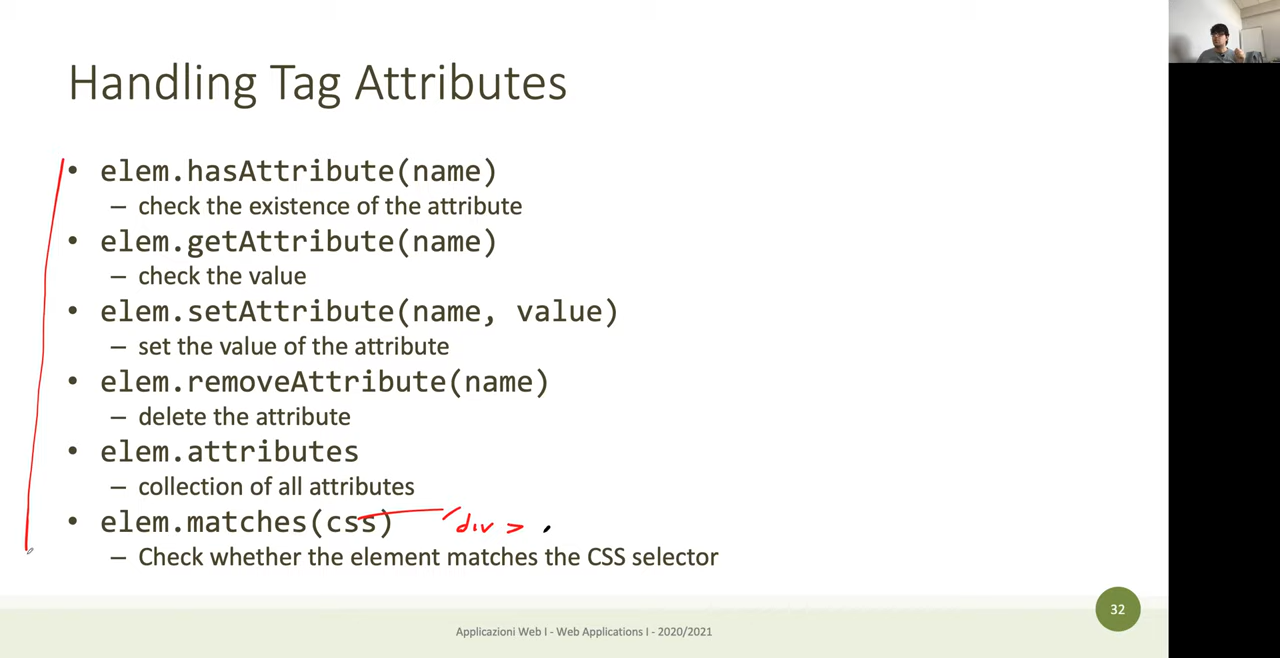 Handling Tag Attributes
• elem.hasAttribute(name)
– check the existence of the attribute
• elem.getAttribute(name)
– check the value
• elem.setAttribute(name, value)
– set the value of the attribute
• elem.removeAttribute(name)
– delete the attribute
• elem.attributes
– collection of all attributes
• elem.matches(css) 'div > .
– Check whether the element matches the CSS selector
32
Applicazioni Web I - Web Applications I - 2020/2021